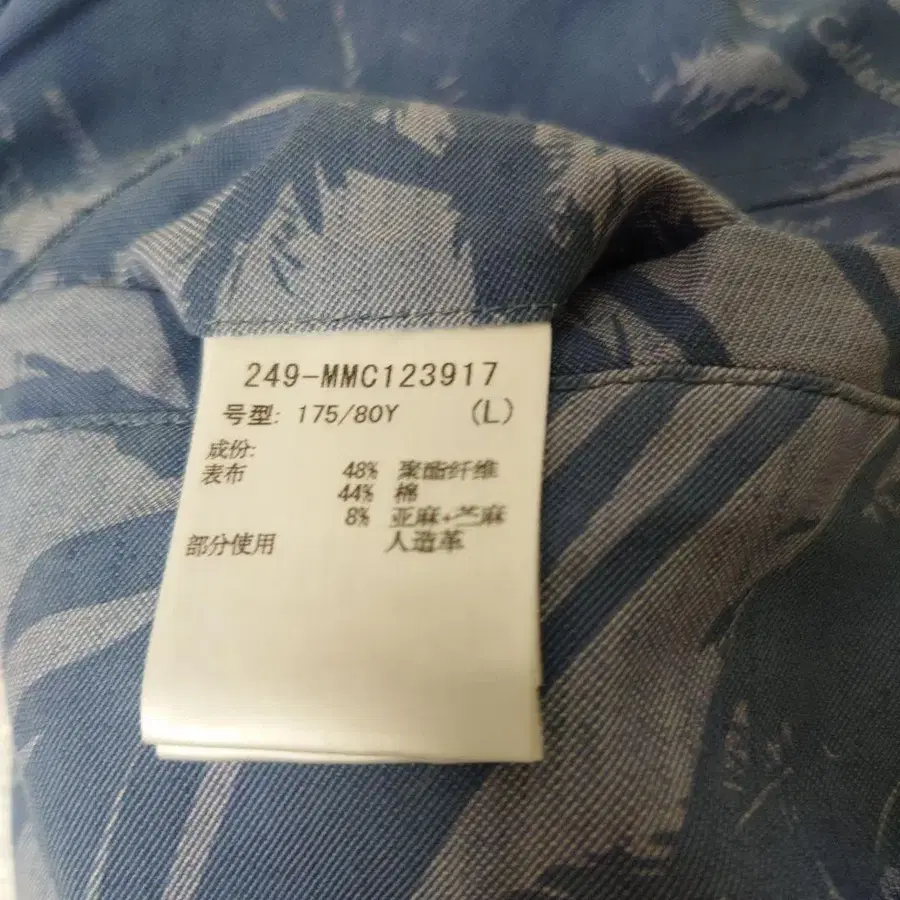 249-MMC123917
号型: 175/80Y (L)
成份:
表布 48% 聚酯纤维
44% 棉
8% 亚麻+苎麻
部分使用 人造革